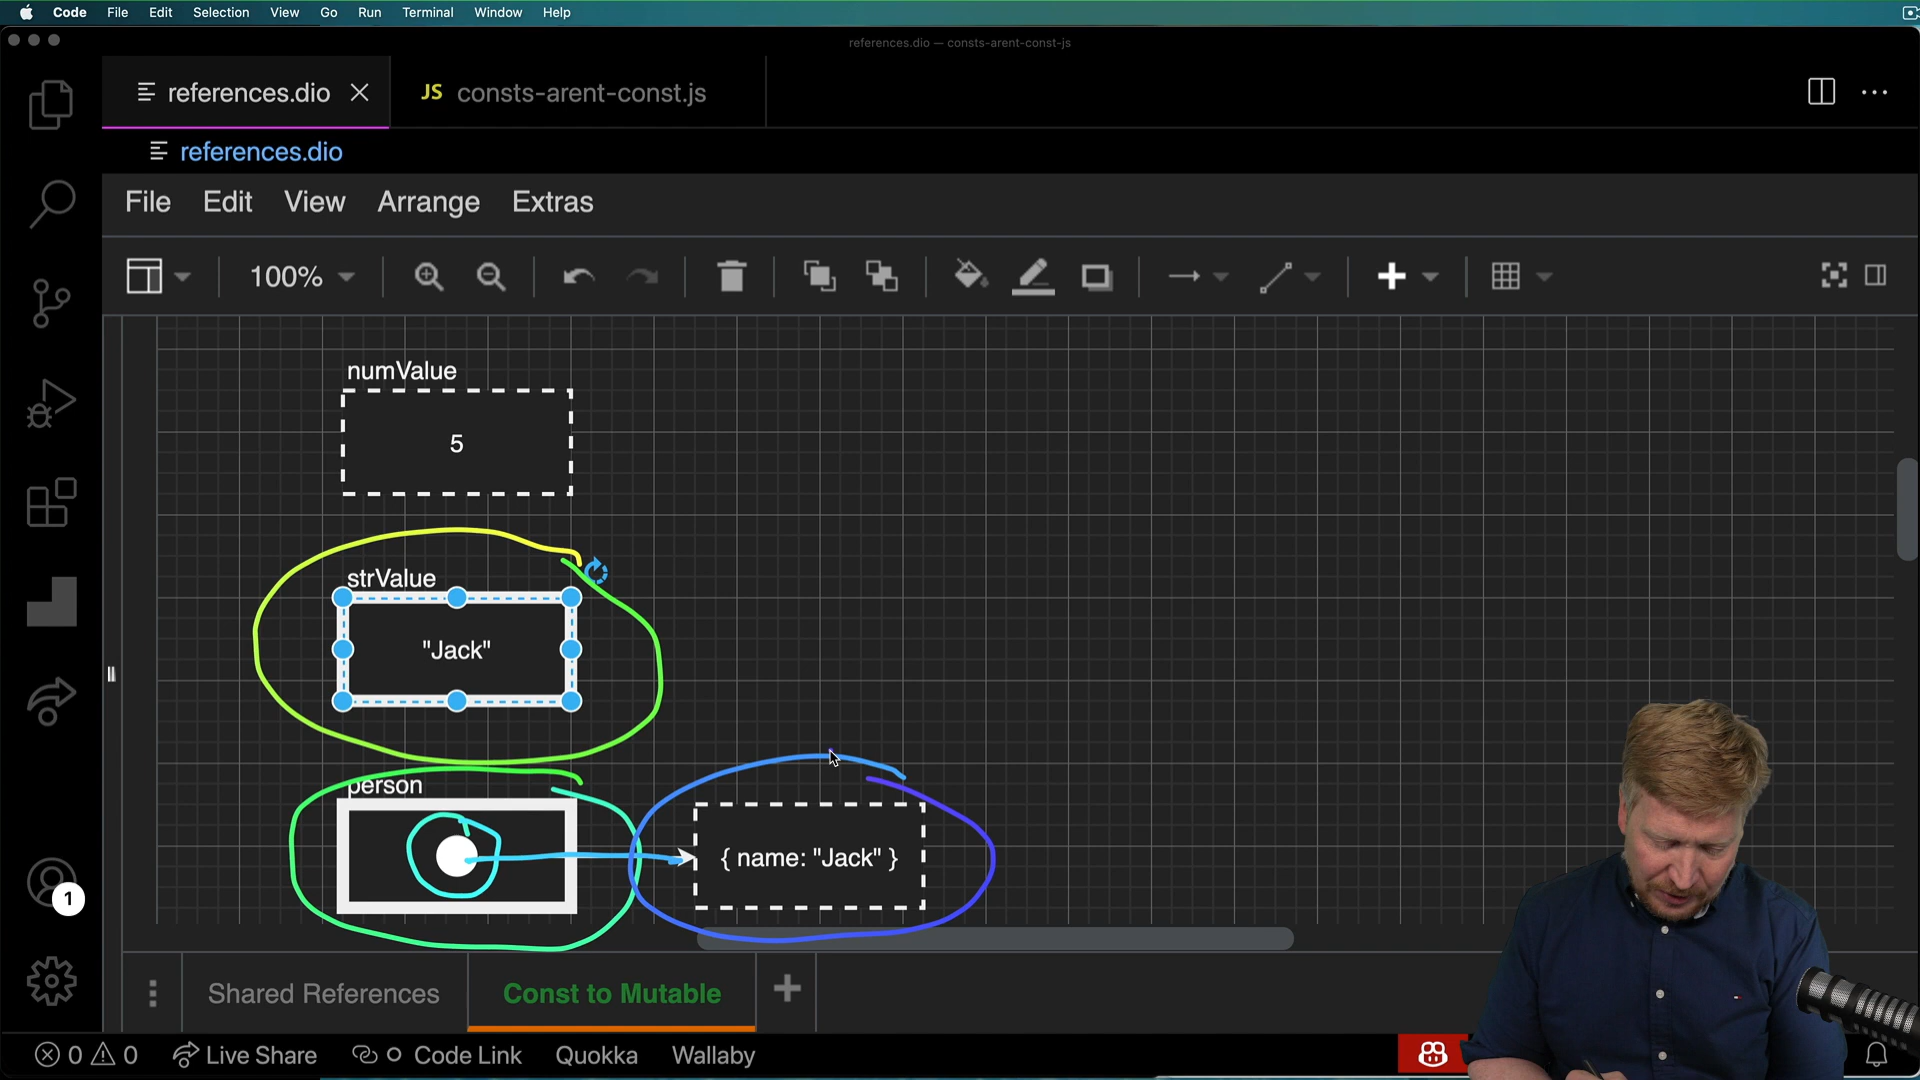 Code File Edit Selection View Go Run Terminal Window Help
references.dio — consts-arent-const-js
references.dio JS consts-arent-const.js
references.dio
File Edit View Arrange Extras
100%
numValue
5
strValue
"Jack"
person
{ name: "Jack" }
1
Shared References Const to Mutable
0 0 Live Share Code Link Quokka Wallaby